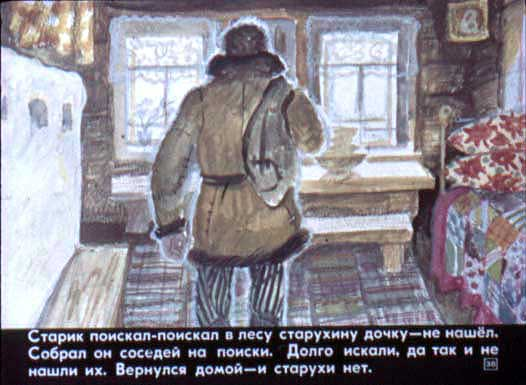 Старик поискал-поискал в лесу старухину дочку—не нашёл.
Собрал он соседей на поиски. Долго искали, да так и не
нашли их. Вернулся домой—и старухи нет.
38